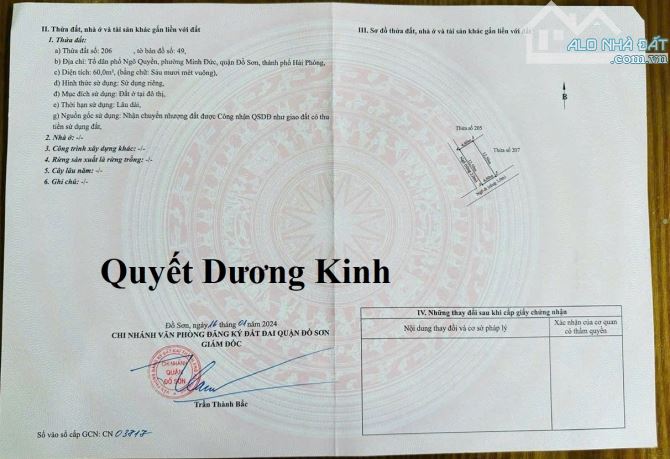 II. Thửa đất, nhà ở và tài sản khác gắn liền với đất
1. Thửa đất:
a) Thửa đất số: 206 , tờ bản đồ số: 49,
b) Địa chỉ: Tổ dân phố Ngô Quyền, phường Minh Đức, quận Đồ Sơn, thành phố Hải Phòng,
c) Diện tích: 60,0m², (bằng chữ: Sáu mươi mét vuông),
d) Hình thức sử dụng: Sử dụng riêng,
đ) Mục đích sử dụng: Đất ở tại đô thị,
e) Thời hạn sử dụng: Lâu dài,
g) Nguồn gốc sử dụng: Nhận chuyển nhượng đất được Công nhận QSDĐ như giao đất có thu
tiền sử dụng đất,
2. Nhà ở: -/-
3. Công trình xây dựng khác: -/-
4. Rừng sản xuất là rừng trồng: -/-
5. Cây lâu năm: -/-
6. Ghi chú: -/-
Quyết Dương Kinh
Đồ Sơn, ngày 16 tháng 01 năm 2024
CHI NHÁNH VĂN PHÒNG ĐĂNG KÝ ĐẤT ĐAI QUẬN ĐỒ SƠN
GIÁM ĐỐC
CHI NHÁNH
QUẬN
ĐỒ SƠN
Trần Thành Bắc
Số vào sổ cấp GCN: CN 03717
III. Sơ đồ thửa đất, nhà ở và tài sản khác gắn liền với đất
ALO NHÀ ĐẤT
B
Thửa số 205
Thửa số 207
IV. Những thay đổi sau khi cấp giấy chứng nhận
Nội dung thay đổi và cơ sở pháp lý
Xác nhận của cơ quan
có thẩm quyền